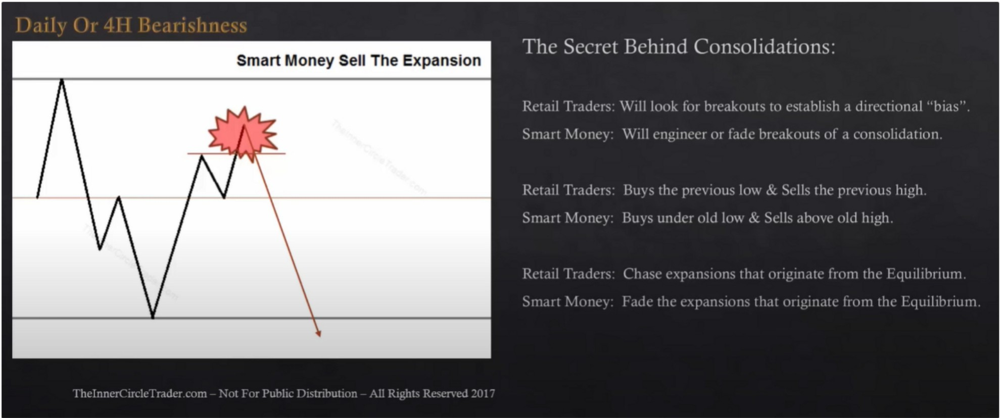 Daily Or 4H Bearishness
Smart Money Sell The Expansion
TheInnerCircleTrader.com
TheInnerCircleTrader.com
The Secret Behind Consolidations:
Retail Traders: Will look for breakouts to establish a directional “bias”.
Smart Money:  Will engineer or fade breakouts of a consolidation.
Retail Traders:  Buys the previous low & Sells the previous high.
Smart Money:  Buys under old low & Sells above old high.
Retail Traders:  Chase expansions that originate from the Equilibrium.
Smart Money:  Fade the expansions that originate from the Equilibrium.
TheInnerCircleTrader.com – Not For Public Distribution – All Rights Reserved 2017